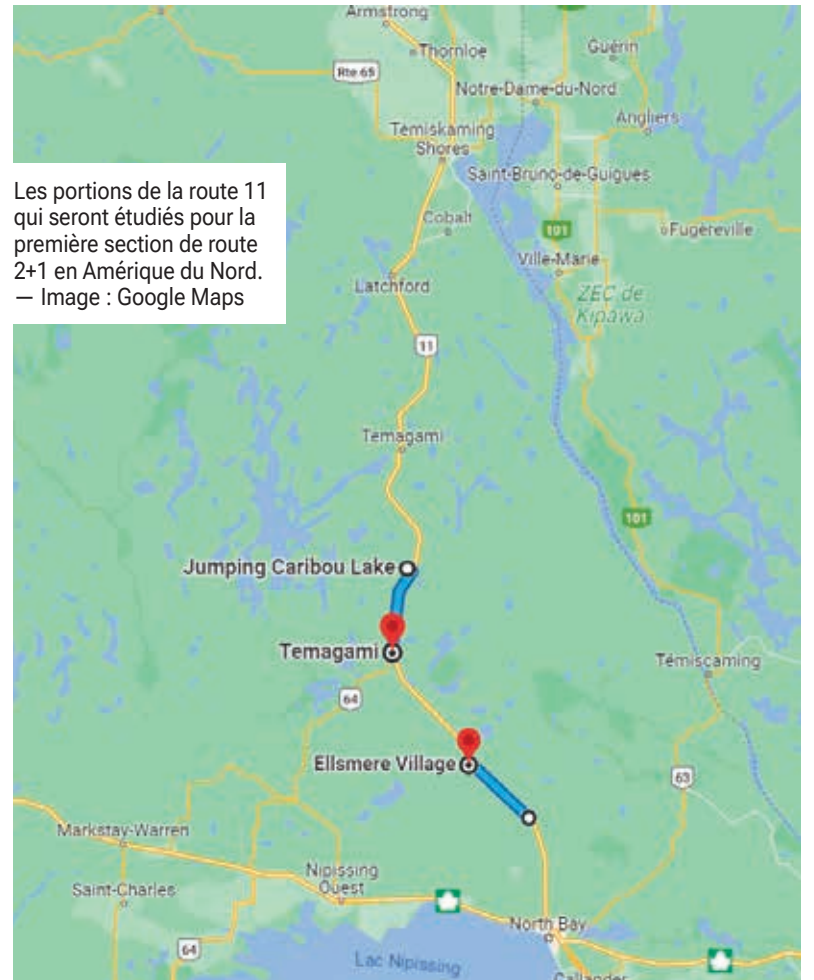 Armstrong
Thornloe
Guérin
Rte 65
Notre-Dame-du-Nord
Angliers
Témiskaming
Shores
Saint-Bruno-de-Guigues
Les portions de la route 11
qui seront étudiés pour la
première section de route
2+1 en Amérique du Nord.
— Image : Google Maps
Cobalt
101
Fugèreville
Ville-Marie
Latchford
ZEC de
Kipawa
11
Temagami
101
Jumping Caribou Lake
Temagami
Témiscaming
64
Ellsmere Village
63
Markstay-Warren
Nipissing
Ouest
Saint-Charles
North Bay
64
Lac Nipissing
Callander